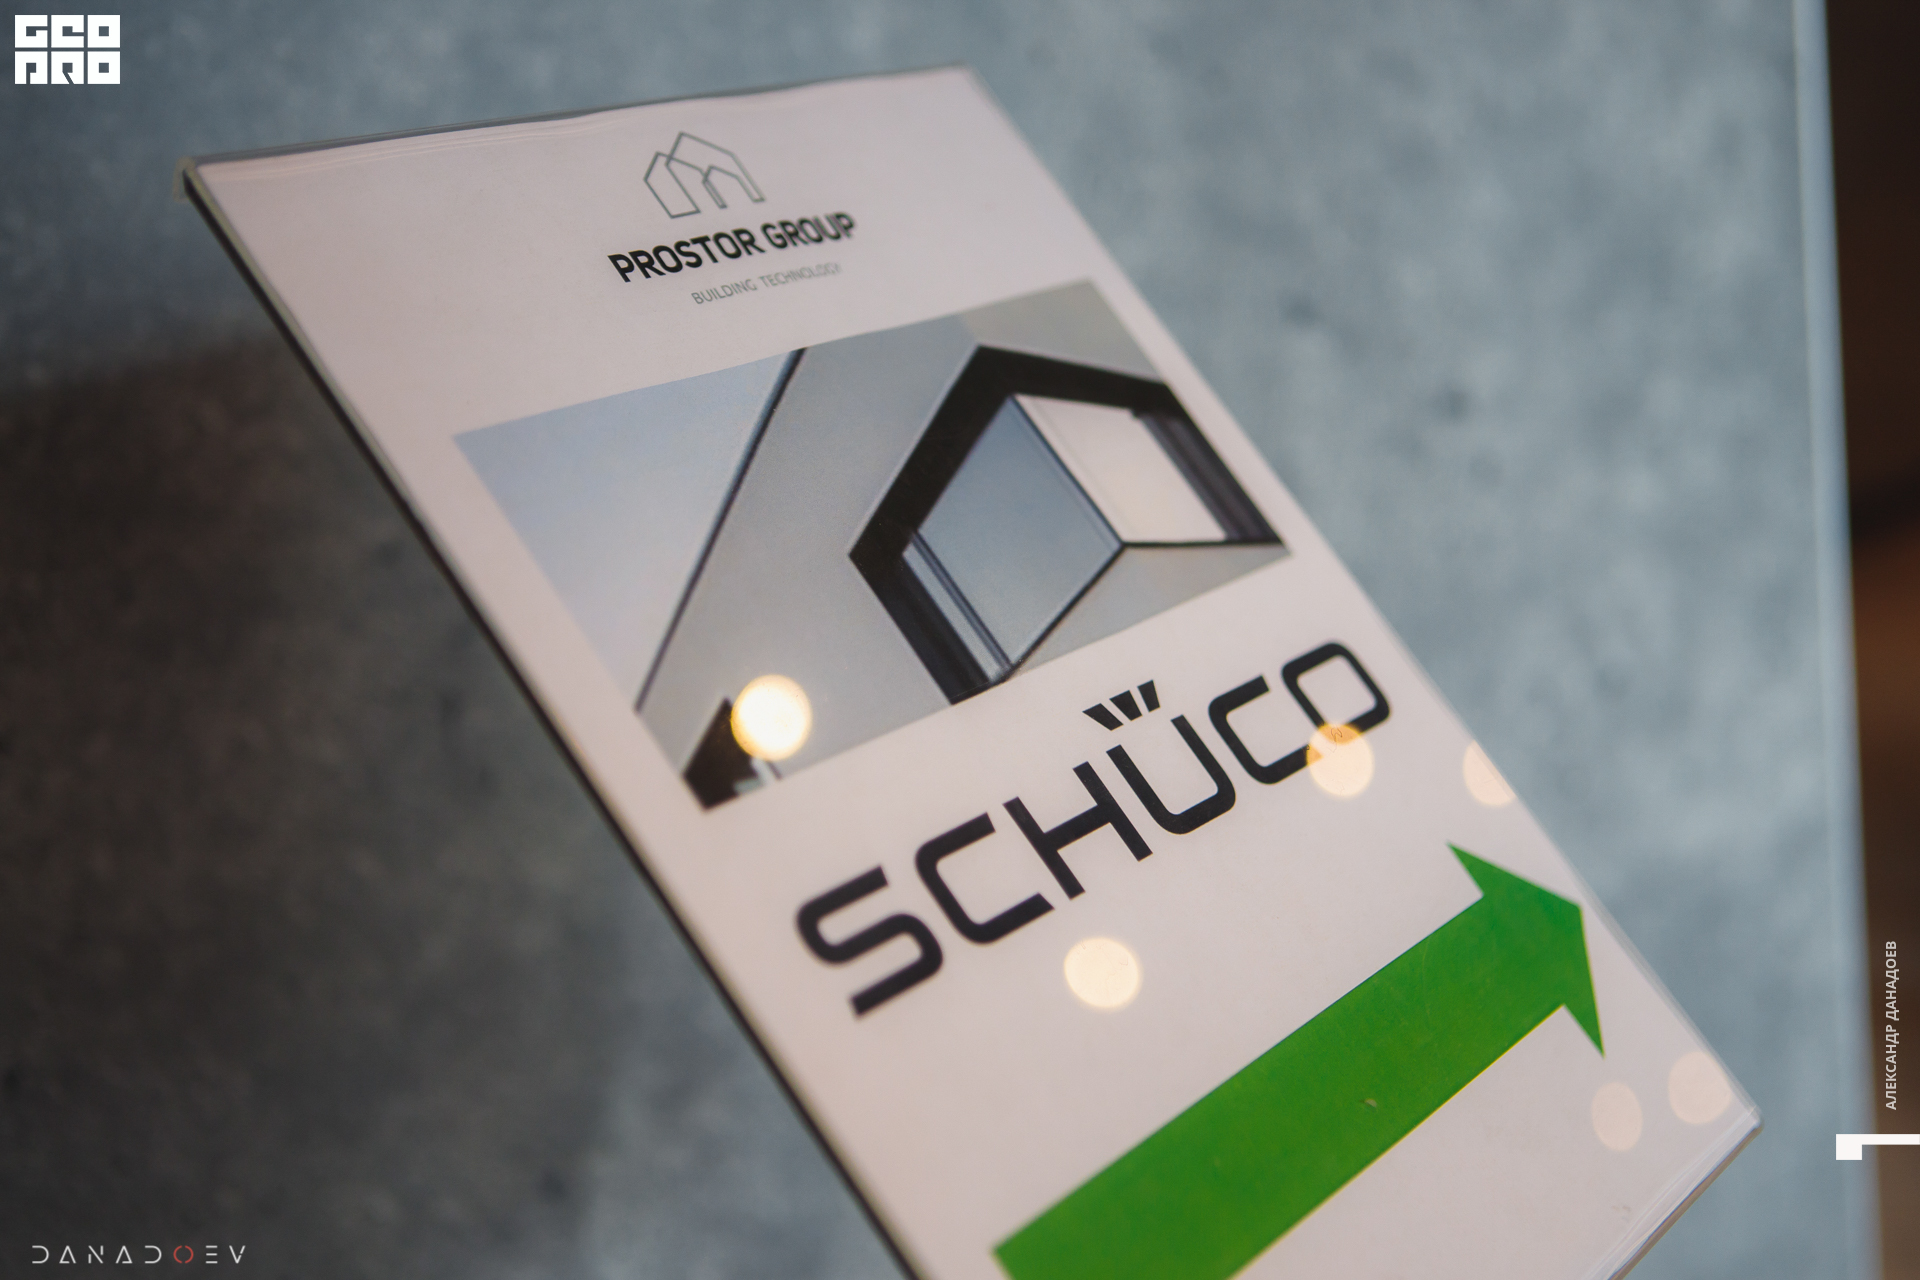 GEO
PRO
PROSTOR GROUP
BUILDING TECHNOLOGY
SCHÜCO
АЛЕКСАНДР ДАНАДОЕВ
DANADOEV